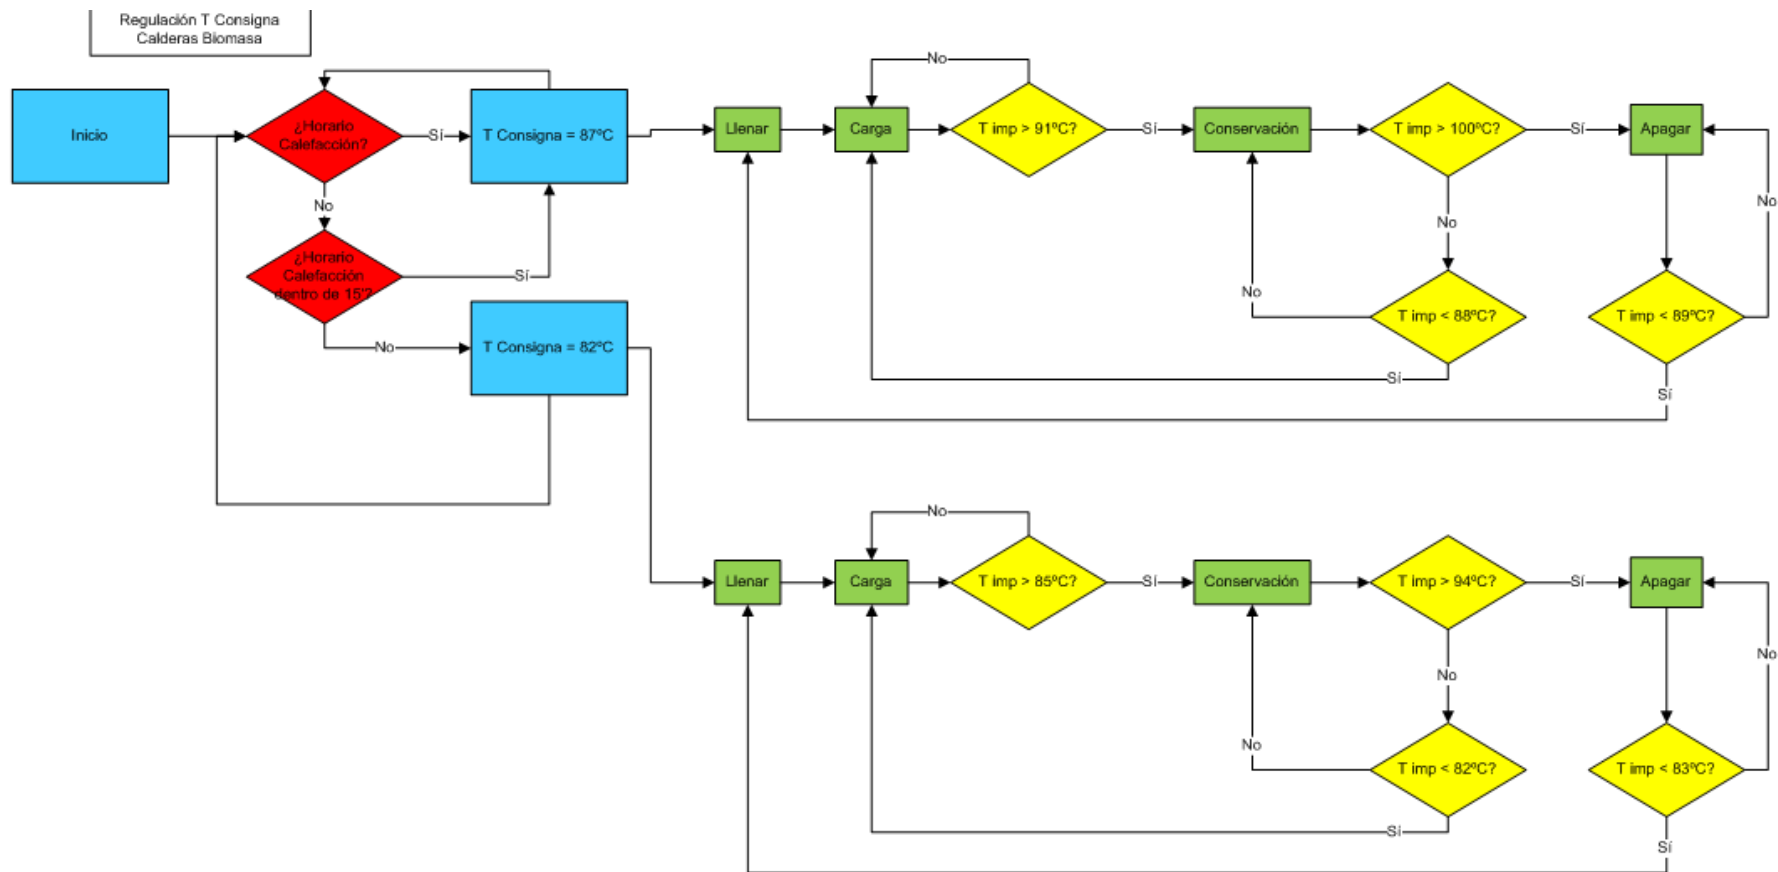 Regulación T Consigna
Calderas Biomasa
Inicio
¿Horario
Calefacción?
Sí
T Consigna = 87ºC
No
¿Horario
Calefacción
dentro de 15'?
Sí
No
T Consigna = 82ºC
Llenar
Carga
No
T imp > 91ºC?
Sí
Conservación
T imp > 100ºC?
Sí
Apagar
No
No
No
T imp < 88ºC?
T imp < 89ºC?
Sí
Sí
Llenar
Carga
No
T imp > 85ºC?
Sí
Conservación
T imp > 94ºC?
Sí
Apagar
No
No
No
T imp < 82ºC?
T imp < 83ºC?
Sí
Sí